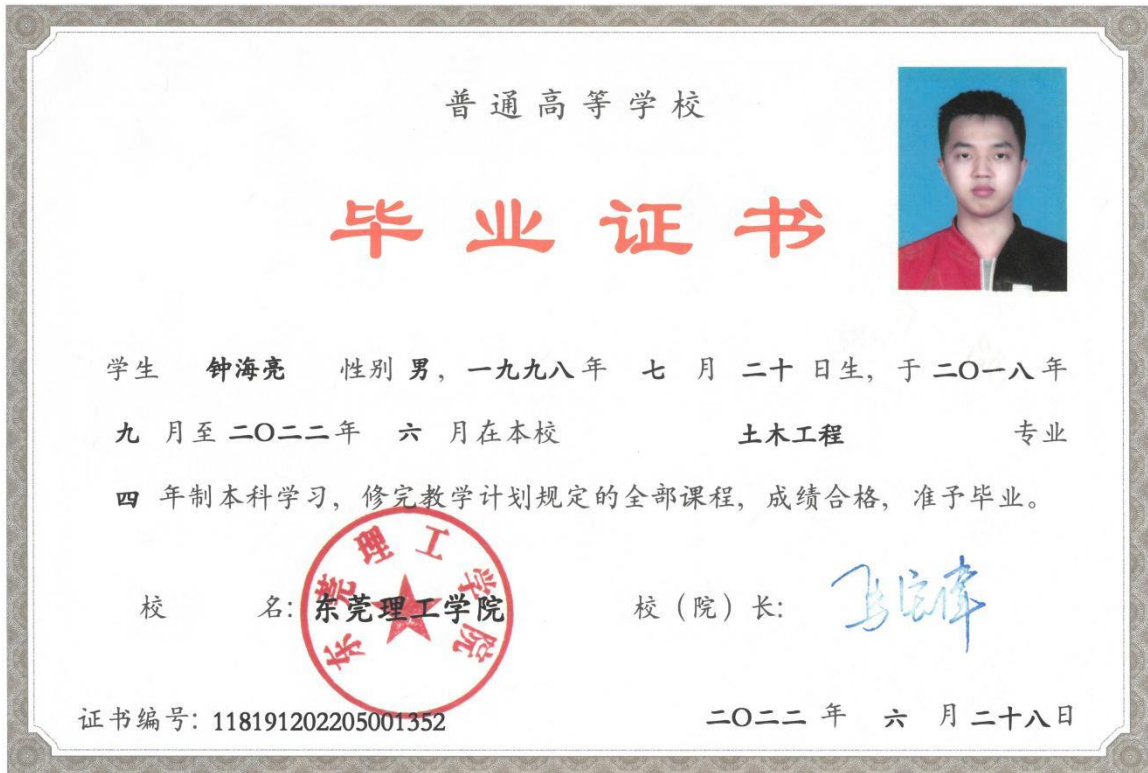 普通高等学校
毕业证书
学生 钟海亮 性别 男，一九九八年 七 月 二十 日生，于 二〇一八年
九 月至 二〇二二年 六 月在本校 土木工程 专业
四 年制本科学习，修完教学计划规定的全部课程，成绩合格，准予毕业。
校 名：东莞理工学院 校（院）长：
东莞理工学院
证书编号：118191202205001352 二〇二二 年 六 月 二十八日